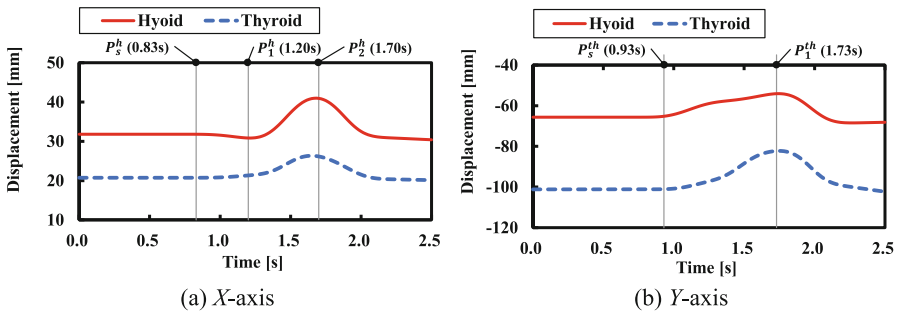 (a)
Hyoid Thyroid
P_s^h (0.83s) P_1^h (1.20s) P_2^h (1.70s)
Displacement [mm]
50
40
30
20
10
0.0 0.5 1.0 1.5 2.0 2.5
Time [s]
(a) X-axis
(b)
Hyoid Thyroid
P_s^th (0.93s) P_1^th (1.73s)
Displacement [mm]
-40
-60
-80
-100
-120
0.0 0.5 1.0 1.5 2.0 2.5
Time [s]
(b) Y-axis